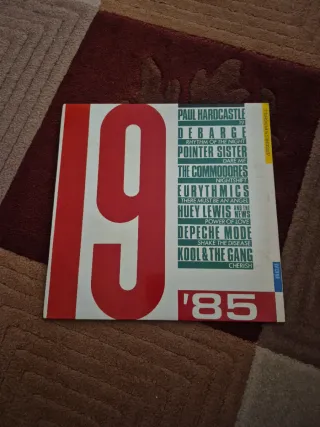 19
PAUL HARDCASTLE
19
DEBARGE
RHYTHM OF THE NIGHT
POINTER SISTER
DARE ME
THE COMMODORES
NIGHTSHIFT
EURYTHMICS
THERE MUST BE AN ANGEL
HUEY LEWIS AND THE NEWS
POWER OF LOVE
DEPECHE MODE
SHAKE THE DISEASE
KOOL & THE GANG
CHERISH
'85